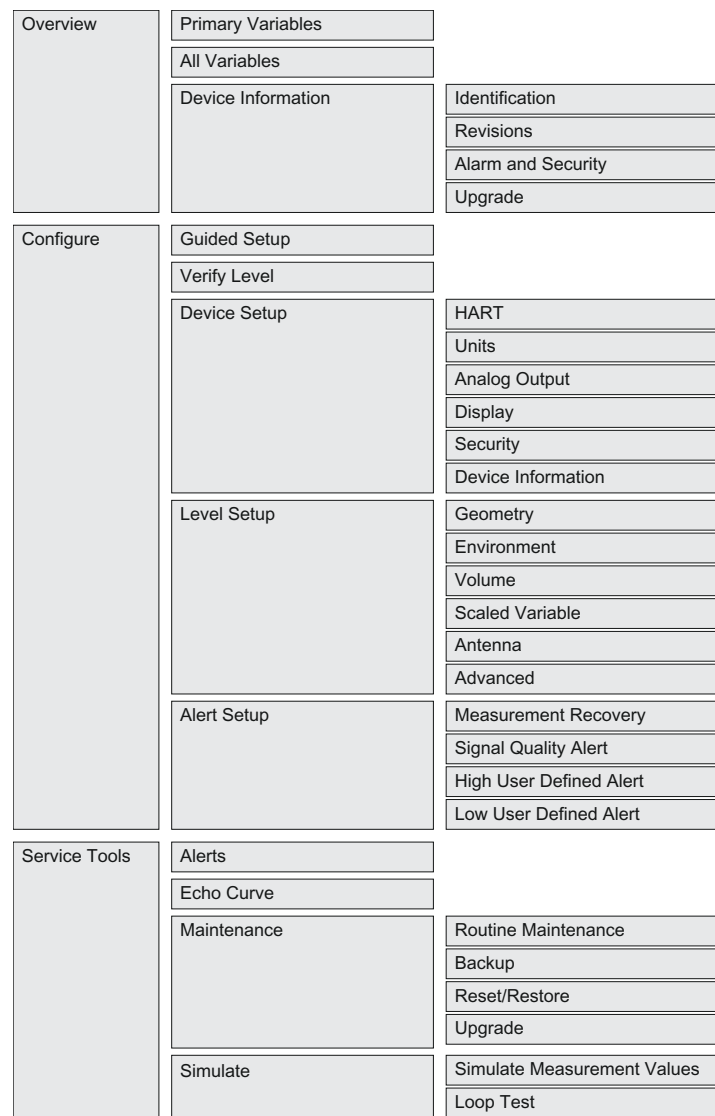 Overview
Primary Variables
All Variables
Device Information
Identification
Revisions
Alarm and Security
Upgrade
Configure
Guided Setup
Verify Level
Device Setup
HART
Units
Analog Output
Display
Security
Device Information
Level Setup
Geometry
Environment
Volume
Scaled Variable
Antenna
Advanced
Alert Setup
Measurement Recovery
Signal Quality Alert
High User Defined Alert
Low User Defined Alert
Service Tools
Alerts
Echo Curve
Maintenance
Routine Maintenance
Backup
Reset/Restore
Upgrade
Simulate
Simulate Measurement Values
Loop Test